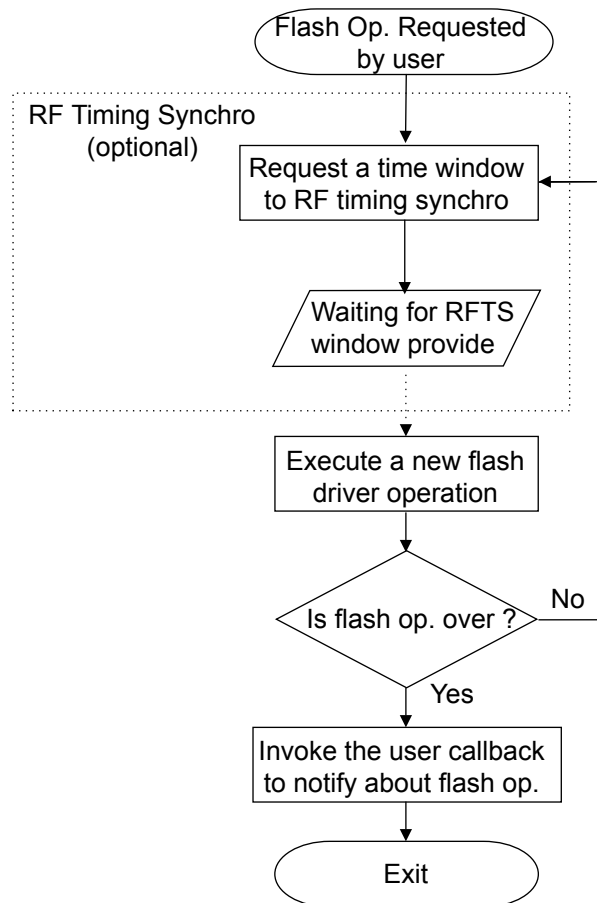 Flash Op. Requested
by user
RF Timing Synchro
(optional)
Request a time window
to RF timing synchro
Waiting for RFTS
window provide
Execute a new flash
driver operation
Is flash op. over ?
No
Yes
Invoke the user callback
to notify about flash op.
Exit